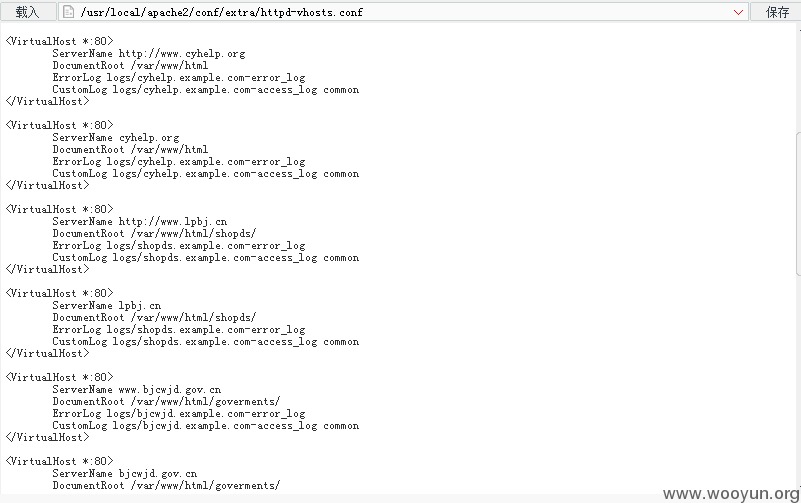 载入 /usr/local/apache2/conf/extra/httpd-vhosts.conf 保存
<VirtualHost *:80>
ServerName http://www.cyhelp.org
DocumentRoot /var/www/html
ErrorLog logs/cyhelp.example.com-error_log
CustomLog logs/cyhelp.example.com-access_log common
</VirtualHost>
<VirtualHost *:80>
ServerName cyhelp.org
DocumentRoot /var/www/html
ErrorLog logs/cyhelp.example.com-error_log
CustomLog logs/cyhelp.example.com-access_log common
</VirtualHost>
<VirtualHost *:80>
ServerName http://www.lpbj.cn
DocumentRoot /var/www/html/shopds/
ErrorLog logs/shopds.example.com-error_log
CustomLog logs/shopds.example.com-access_log common
</VirtualHost>
<VirtualHost *:80>
ServerName lpbj.cn
DocumentRoot /var/www/html/shopds/
ErrorLog logs/shopds.example.com-error_log
CustomLog logs/shopds.example.com-access_log common
</VirtualHost>
<VirtualHost *:80>
ServerName www.bjcwjd.gov.cn
DocumentRoot /var/www/html/goverments/
ErrorLog logs/bjcwjd.example.com-error_log
CustomLog logs/bjcwjd.example.com-access_log common
</VirtualHost>
<VirtualHost *:80>
ServerName bjcwjd.gov.cn
DocumentRoot /var/www/html/goverments/
www.wooyun.org